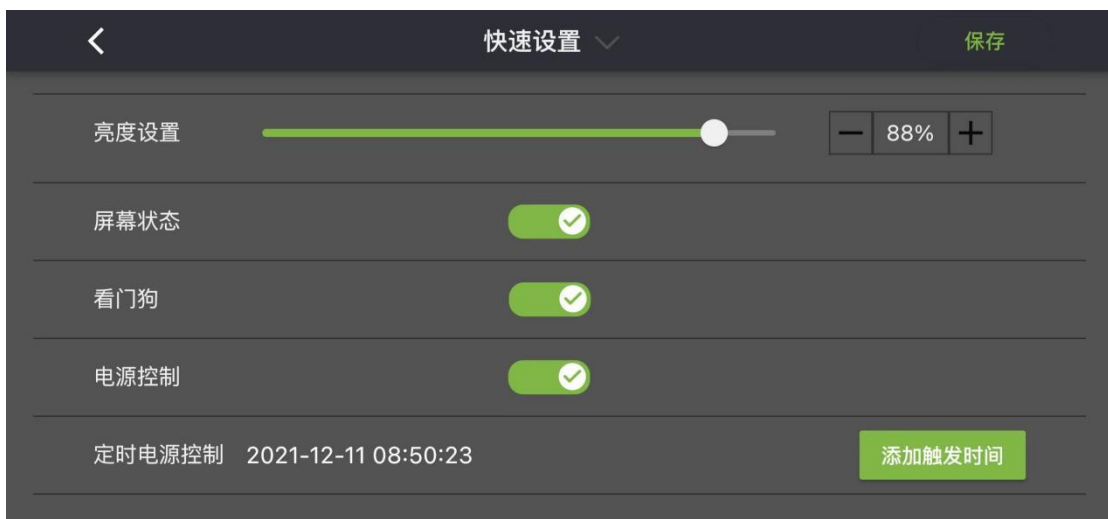 快速设置
保存
亮度设置 88%
屏幕状态
看门狗
电源控制
定时电源控制 2021-12-11 08:50:23 添加触发时间